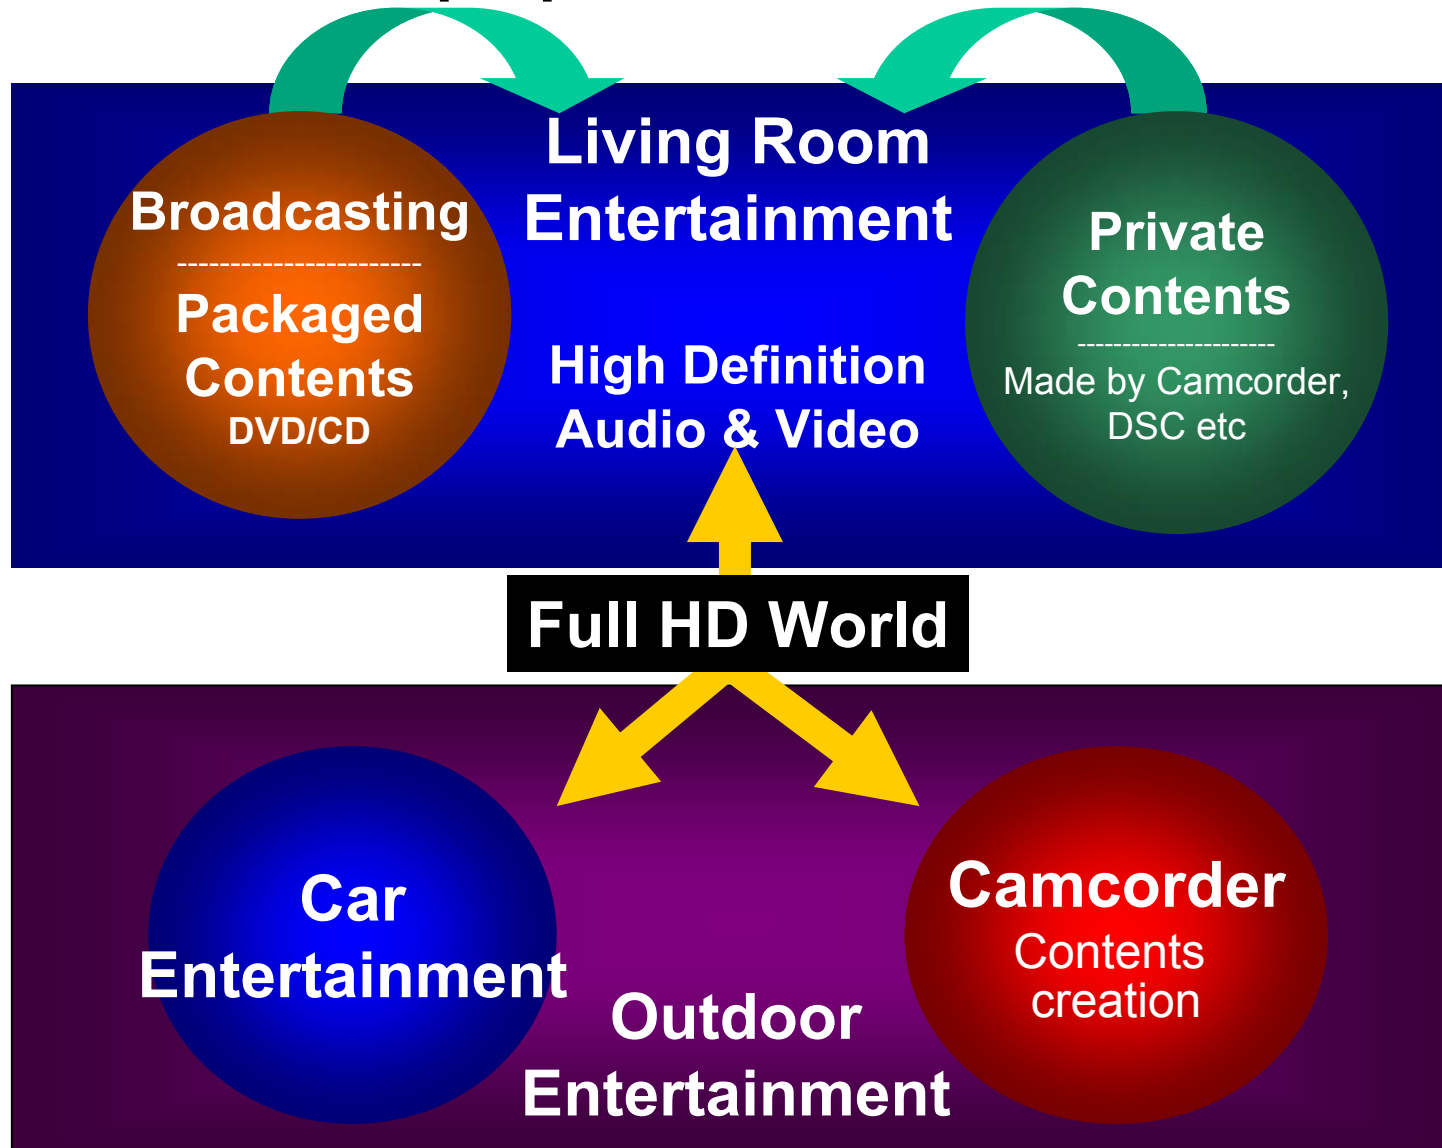 Living Room
Entertainment
Broadcasting
-----------------------
Packaged
Contents
DVD/CD
High Definition
Audio & Video
Private
Contents
----------------------
Made by Camcorder,
DSC etc
Full HD World
Car
Entertainment
Camcorder
Contents
creation
Outdoor
Entertainment